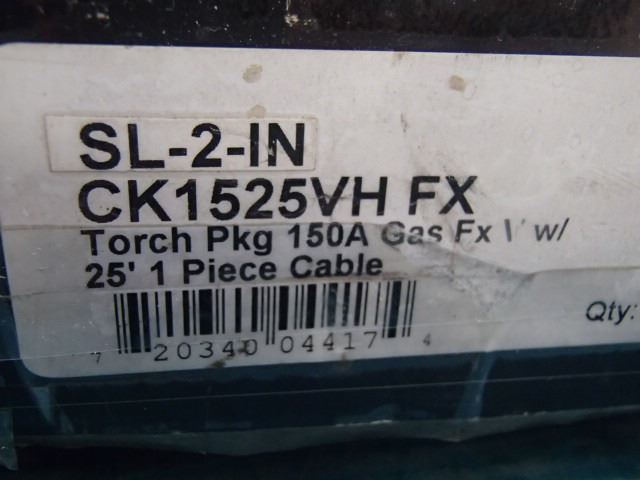 SL-2-IN
CK1525VH FX
Torch Pkg 150A Gas Fx V w/
25' 1 Piece Cable
Qty:
7 20340 04417 4